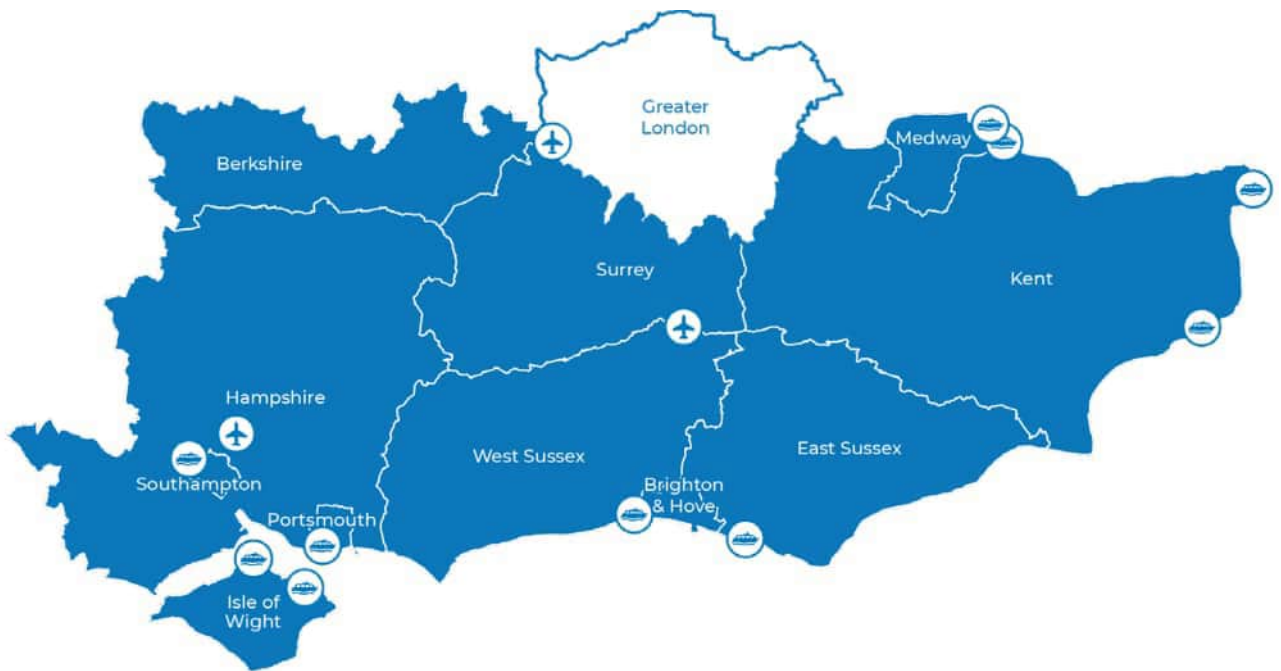 Greater
London
Medway
Berkshire
Surrey
Kent
Hampshire
West Sussex
East Sussex
Southampton
Brighton
& Hove
Portsmouth
Isle of
Wight